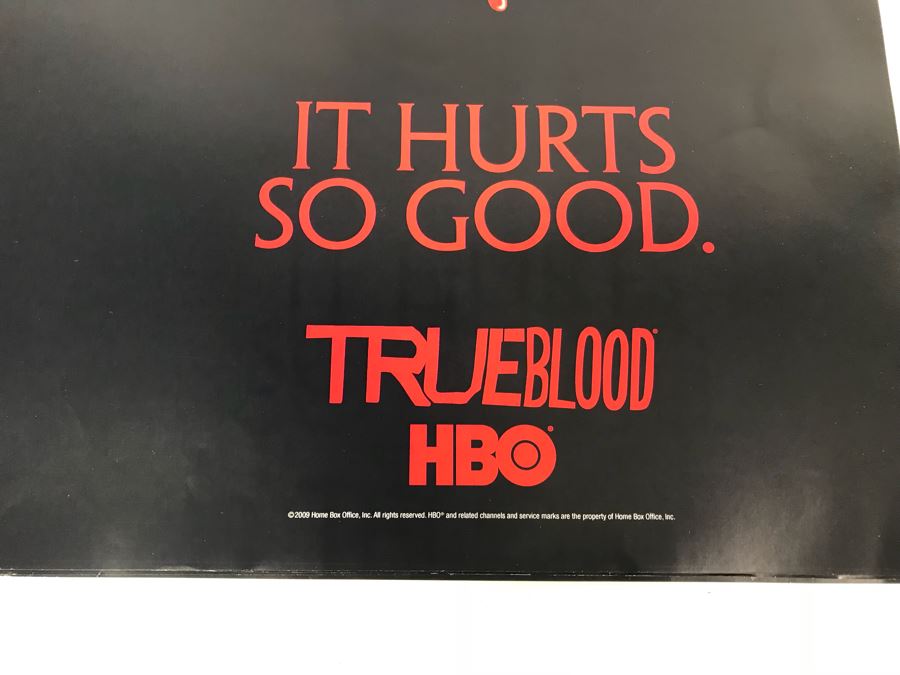 IT HURTS
SO GOOD.
TRUEBLOOD®
HBO®
©2009 Home Box Office, Inc. All rights reserved. HBO® and related channels and service marks are the property of Home Box Office, Inc.